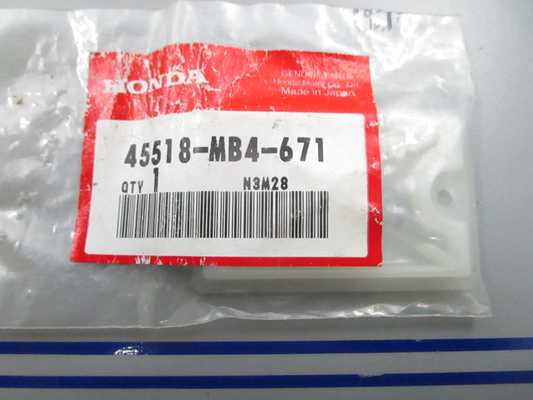 HONDA
GENUINE PARTS
Honda Motor Co., Ltd.
Made in Japan
45518-MB4-671
QTY 1 N3M28